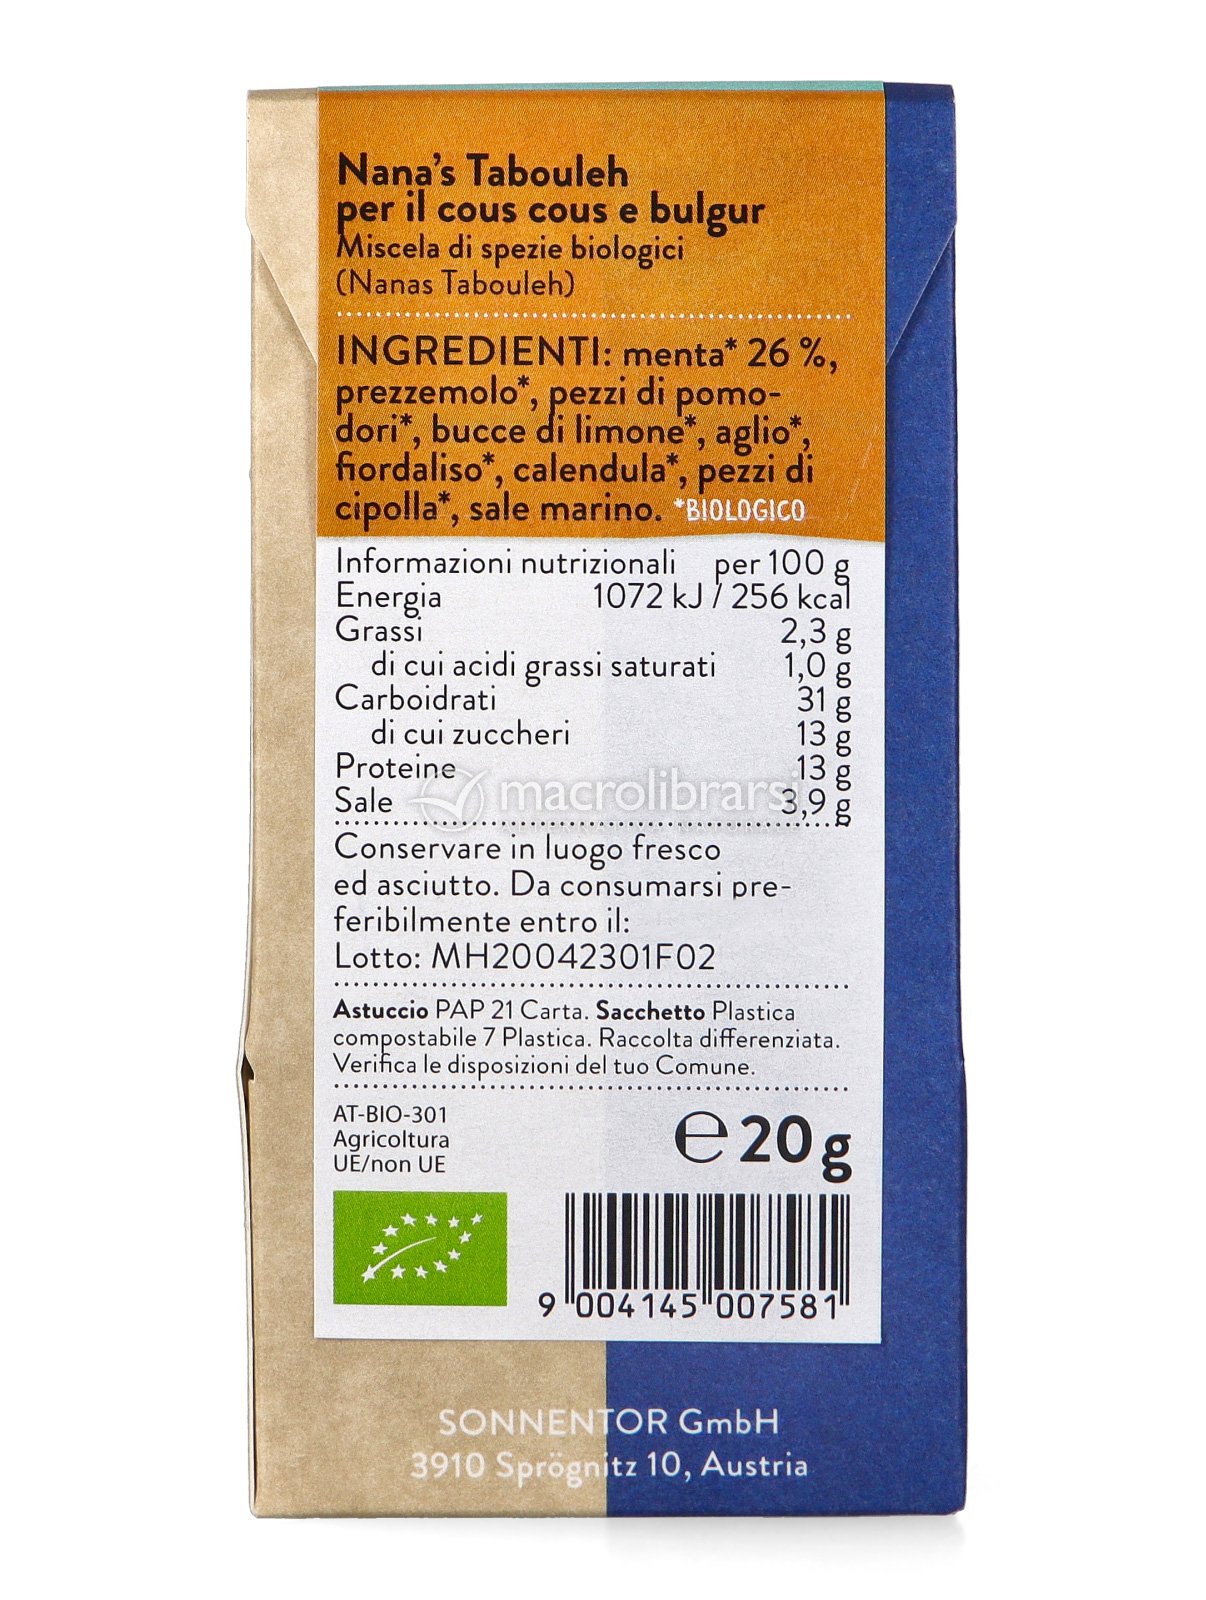 Nana's Tabouleh
per il cous cous e bulgur
Miscela di spezie biologici
(Nanas Tabouleh)
INGREDIENTI: menta* 26 %,
prezzemolo*, pezzi di pomo-
dori*, bucce di limone*, aglio*,
fiordaliso*, calendula*, pezzi di
cipolla*, sale marino. *BIOLOGICO
Informazioni nutrizionali per 100 g
Energia 1072 kJ / 256 kcal
Grassi 2,3 g
di cui acidi grassi saturati 1,0 g
Carboidrati 31 g
di cui zuccheri 13 g
Proteine 13 g
macrolibrarsi
Sale 3,9 g
Conservare in luogo fresco
ed asciutto. Da consumarsi pre-
feribilmente entro il:
Lotto: MH20042301F02
Astuccio PAP 21 Carta. Sacchetto Plastica
compostabile 7 Plastica. Raccolta differenziata.
Verifica le disposizioni del tuo Comune.
AT-BIO-301
Agricoltura
UE/non UE
℮ 20 g
9 004145 007581
SONNENTOR GmbH
3910 Sprögnitz 10, Austria